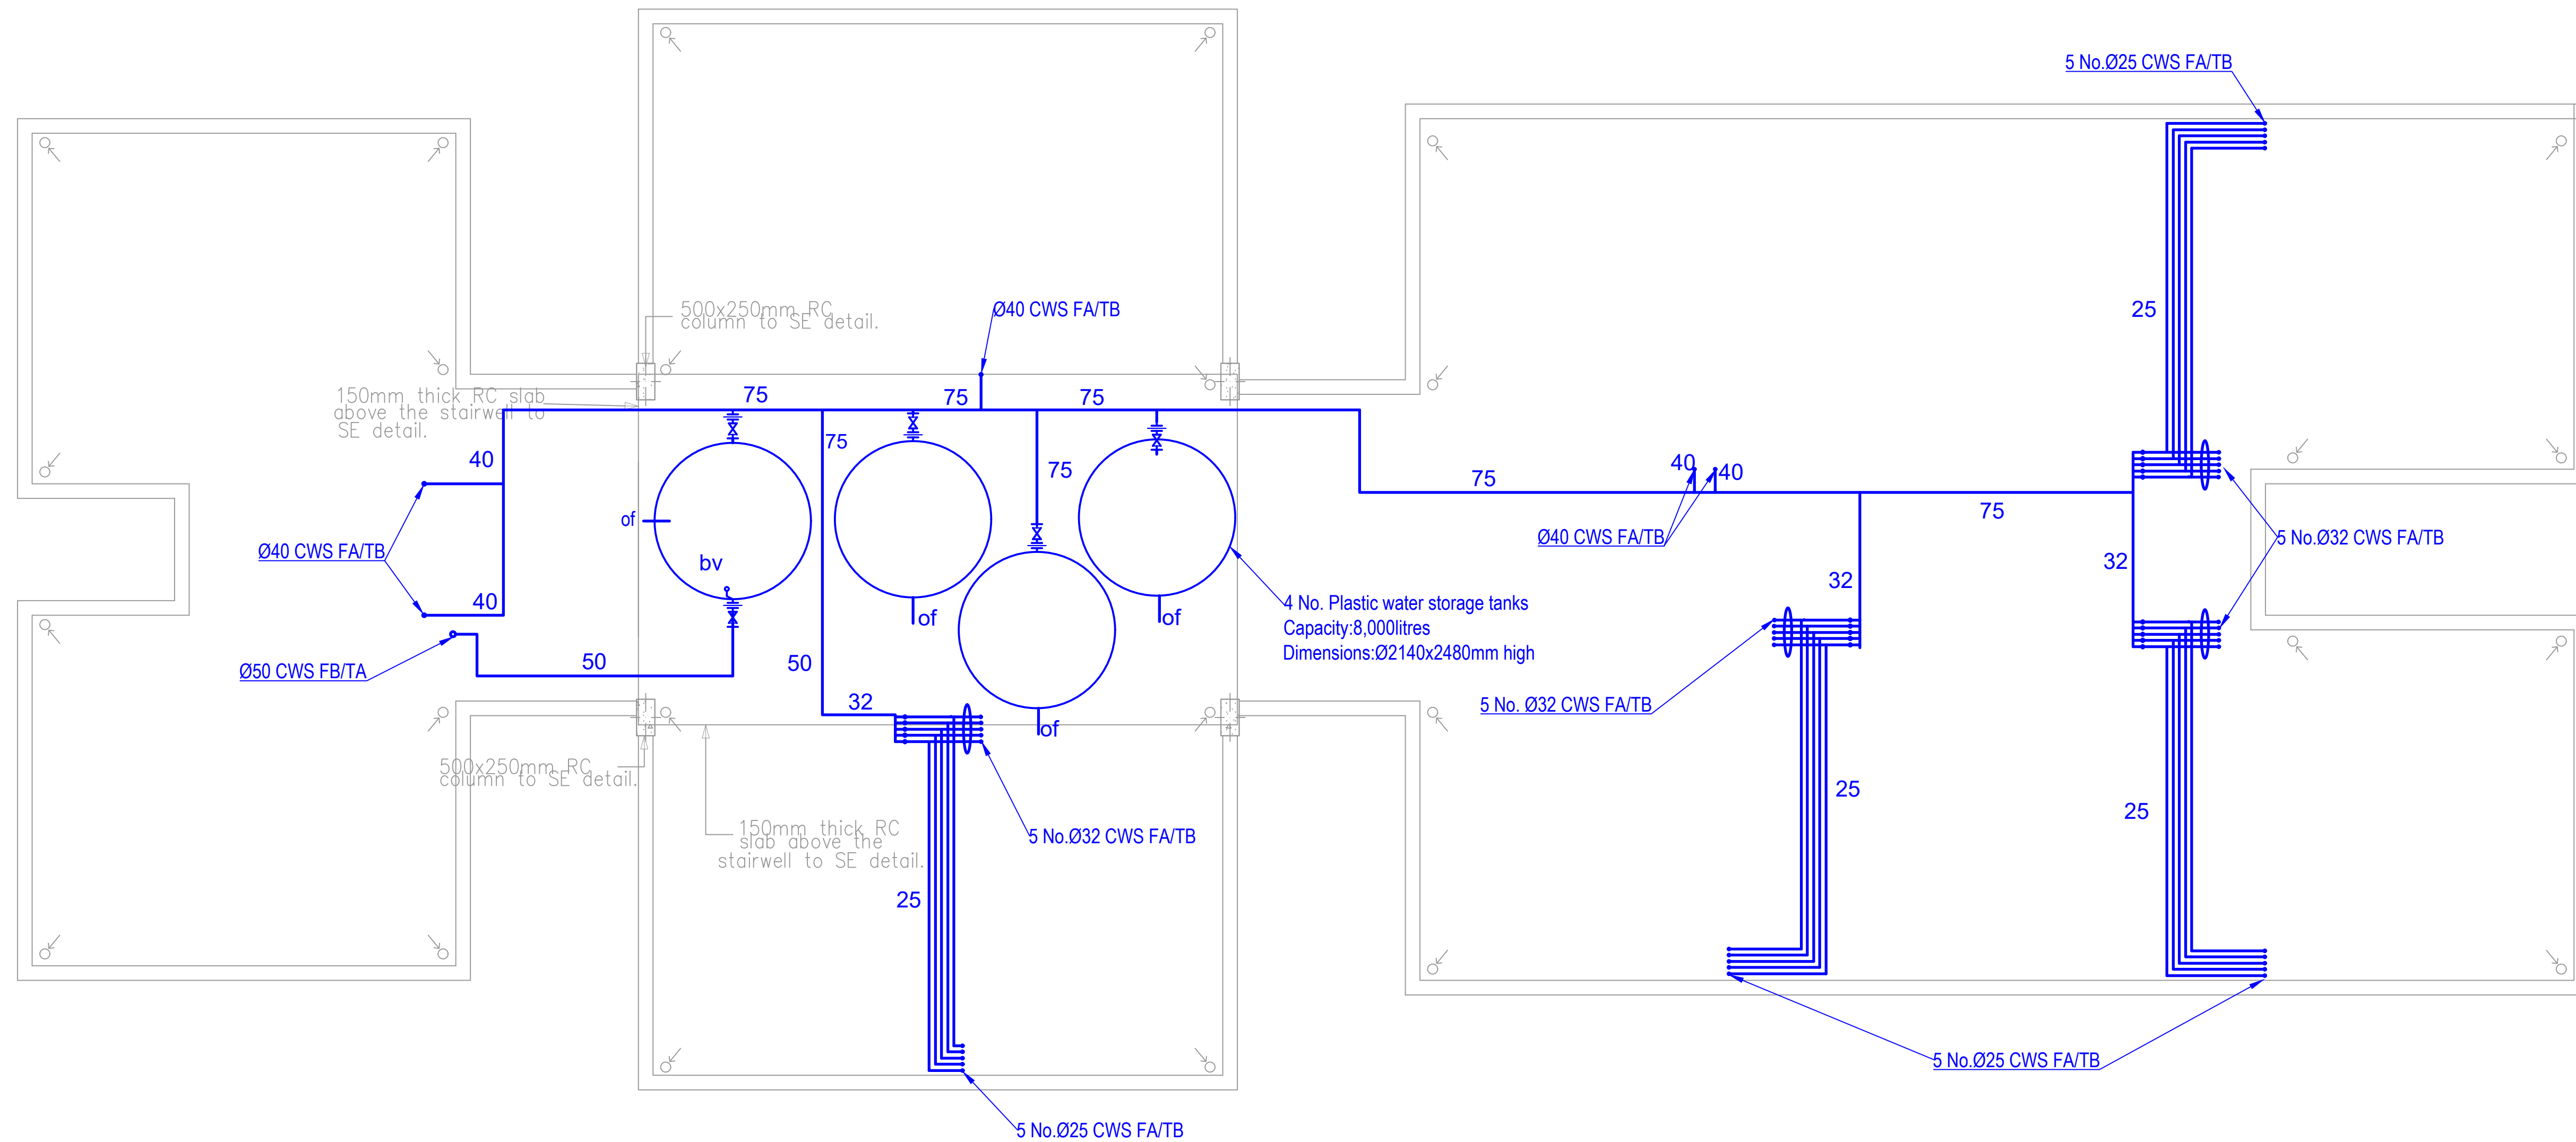 5 No.Ø25 CWS FA/TB
500x250mm RC
column to SE detail.
Ø40 CWS FA/TB
25
150mm thick RC slab
above the stairwell to
SE detail.
75
75
75
75
40
75
75
40
40
of
Ø40 CWS FA/TB
bv
75
Ø40 CWS FA/TB
5 No.Ø32 CWS FA/TB
32
32
40
of
of
4 No. Plastic water storage tanks
Capacity:8,000litres
Dimensions:Ø2140x2480mm high
Ø50 CWS FB/TA
50
50
32
5 No. Ø32 CWS FA/TB
of
500x250mm RC
column to SE detail.
25
25
150mm thick RC
slab above the
stairwell to SE detail.
5 No.Ø32 CWS FA/TB
25
5 No.Ø25 CWS FA/TB
5 No.Ø25 CWS FA/TB